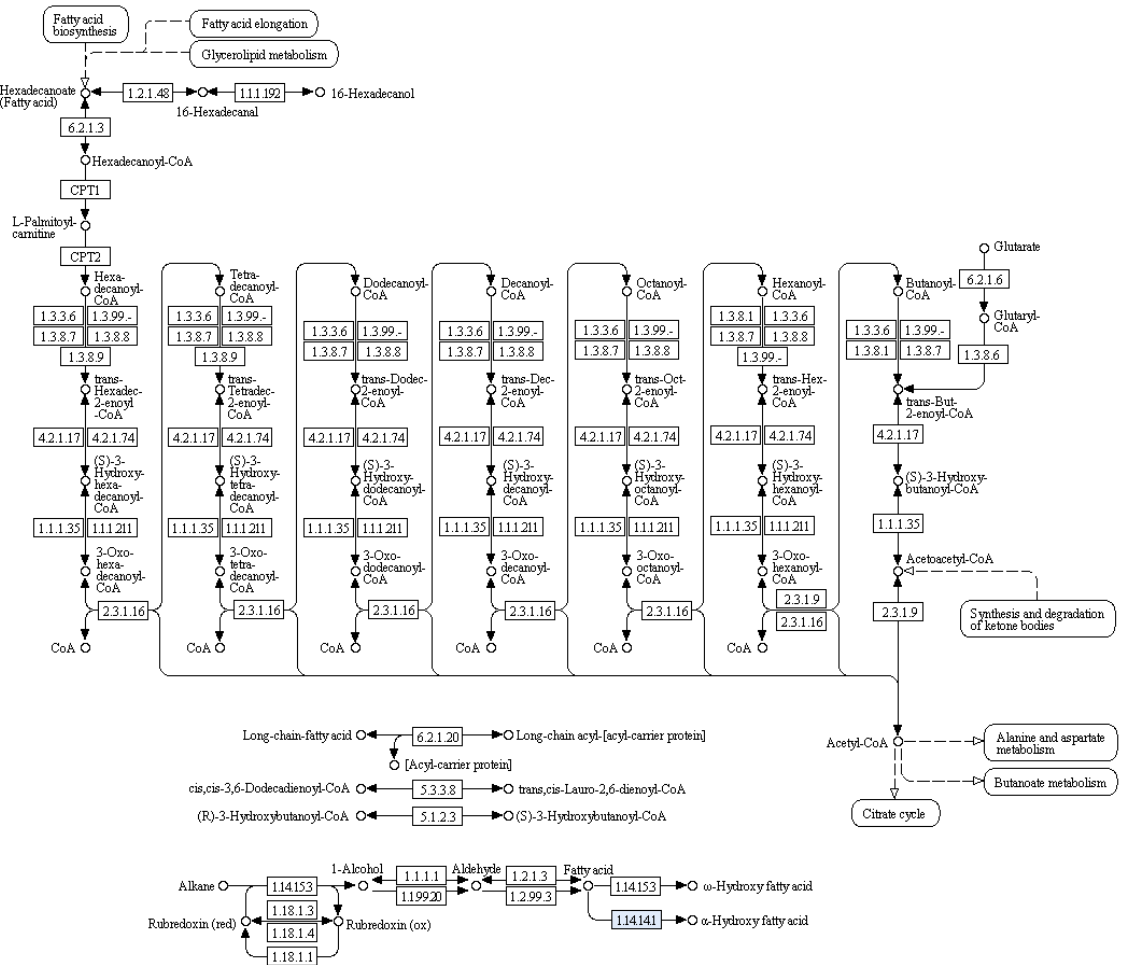 Fatty acid
biosynthesis
Fatty acid elongation
Glycerolipid metabolism
Hexadecanoate
(Fatty acid)
1.2.1.48
1.1.1.192
16-Hexadecanol
16-Hexadecanal
6.2.1.3
Hexadecanoyl-CoA
CPT1
L-Palmitoyl-
carnitine
CPT2
Glutarate
6.2.1.6
Glutaryl-
CoA
1.3.8.6
Hexa-
decanoyl-
CoA
Tetra-
decanoyl-
CoA
Dodecanoyl-
CoA
Decanoyl-
CoA
Octanoyl-
CoA
Hexanoyl-
CoA
Butanoyl-
CoA
1.3.3.6 1.3.99.-
1.3.8.7 1.3.8.8
1.3.8.9
1.3.3.6 1.3.99.-
1.3.8.7 1.3.8.8
1.3.8.9
1.3.3.6 1.3.99.-
1.3.8.7 1.3.8.8
1.3.3.6 1.3.99.-
1.3.8.7 1.3.8.8
1.3.3.6 1.3.99.-
1.3.8.7 1.3.8.8
1.3.8.1 1.3.3.6
1.3.8.7 1.3.8.8
1.3.99.-
1.3.3.6 1.3.99.-
1.3.8.1 1.3.8.7
trans-
Hexadec-
2-enoyl
-CoA
trans-
Tetradec-
2-enoyl-
CoA
trans-Dodec-
2-enoyl-
CoA
trans-Dec-
2-enoyl-
CoA
trans-Oct-
2-enoyl-
CoA
trans-Hex-
2-enoyl-
CoA
trans-But-
2-enoyl-CoA
4.2.1.17 4.2.1.74
4.2.1.17 4.2.1.74
4.2.1.17 4.2.1.74
4.2.1.17 4.2.1.74
4.2.1.17 4.2.1.74
4.2.1.17 4.2.1.74
4.2.1.17
(S)-3-
Hydroxy-
hexa-
decanoyl-
CoA
(S)-3-
Hydroxy-
tetra-
decanoyl-
CoA
(S)-3-
Hydroxy-
dodecanoyl-
CoA
(S)-3-
Hydroxy-
decanoyl-
CoA
(S)-3-
Hydroxy-
octanoyl-
CoA
(S)-3-
Hydroxy-
hexanoyl-
CoA
(S)-3-Hydroxy-
butanoyl-CoA
1.1.1.35 1.1.1.211
1.1.1.35 1.1.1.211
1.1.1.35 1.1.1.211
1.1.1.35 1.1.1.211
1.1.1.35 1.1.1.211
1.1.1.35 1.1.1.211
1.1.1.35
3-Oxo-
hexa-
decanoyl-
CoA
3-Oxo-
tetra-
decanoyl-
CoA
3-Oxo-
dodecanoyl-
CoA
3-Oxo-
decanoyl-
CoA
3-Oxo-
octanoyl-
CoA
3-Oxo-
hexanoyl-
CoA
Acetoacetyl-CoA
2.3.1.16
2.3.1.16
2.3.1.16
2.3.1.16
2.3.1.16
2.3.1.9
2.3.1.16
2.3.1.9
Synthesis and degradation
of ketone bodies
CoA
CoA
CoA
CoA
CoA
CoA
Long-chain-fatty acid
6.2.1.20
Long-chain acyl-[acyl-carrier protein]
[Acyl-carrier protein]
cis,cis-3,6-Dodecadienoyl-CoA
5.3.3.8
trans,cis-Lauro-2,6-dienoyl-CoA
(R)-3-Hydroxybutanoyl-CoA
5.1.2.3
(S)-3-Hydroxybutanoyl-CoA
Acetyl-CoA
Alanine and aspartate
metabolism
Butanoate metabolism
Citrate cycle
Alkane
1.14.15.3
1-Alcohol
1.1.1.1
1.1.99.20
Aldehyde
1.2.1.3
1.2.99.3
Fatty acid
1.14.15.3
ω-Hydroxy fatty acid
1.14.14.1
α-Hydroxy fatty acid
Rubredoxin (red)
1.18.1.3
1.18.1.4
1.18.1.1
Rubredoxin (ox)